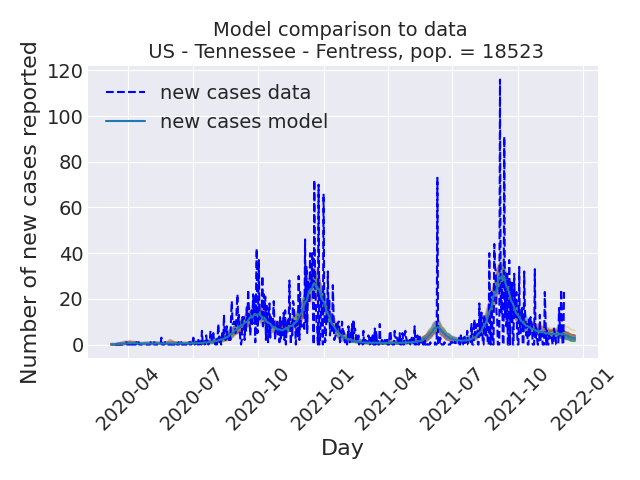 Model comparison to data
US - Tennessee - Fentress, pop. = 18523
Number of new cases reported
120
100
80
60
40
20
0
new cases data
new cases model
2020-04
2020-07
2020-10
2021-01
2021-04
2021-07
2021-10
2022-01
Day